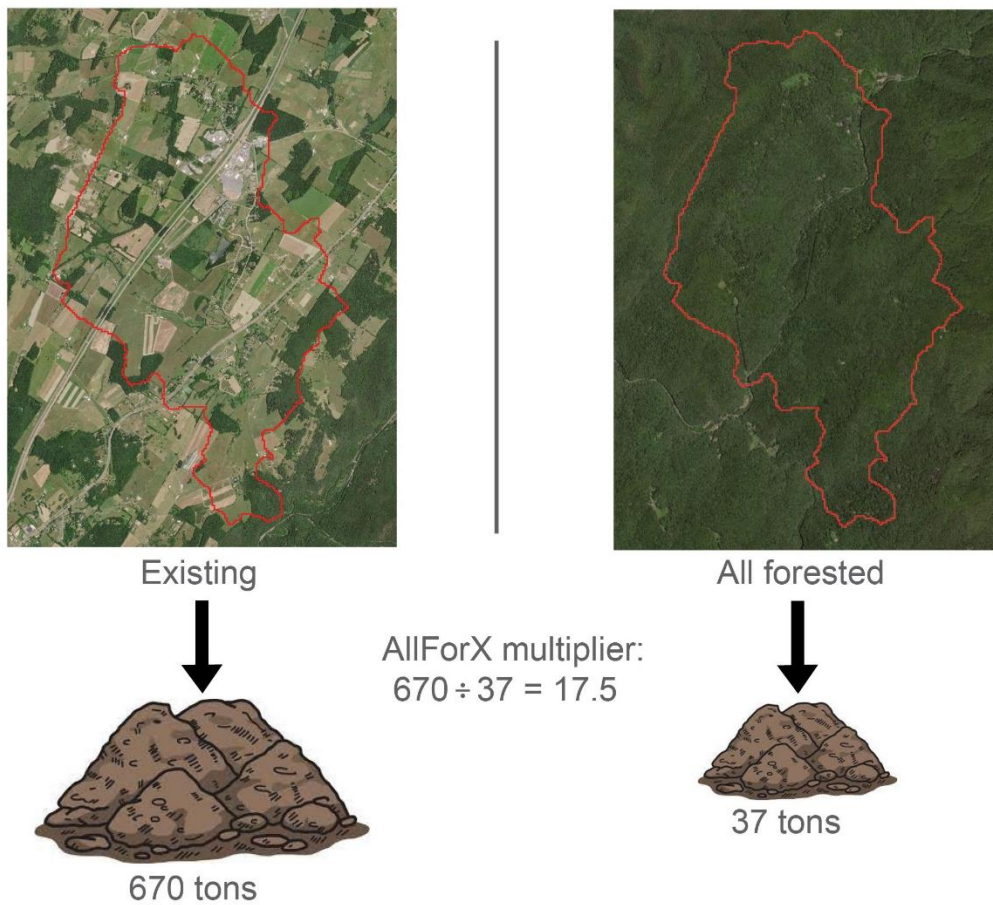 Existing
All forested
AllForX multiplier:
670 ÷ 37 = 17.5
670 tons
37 tons